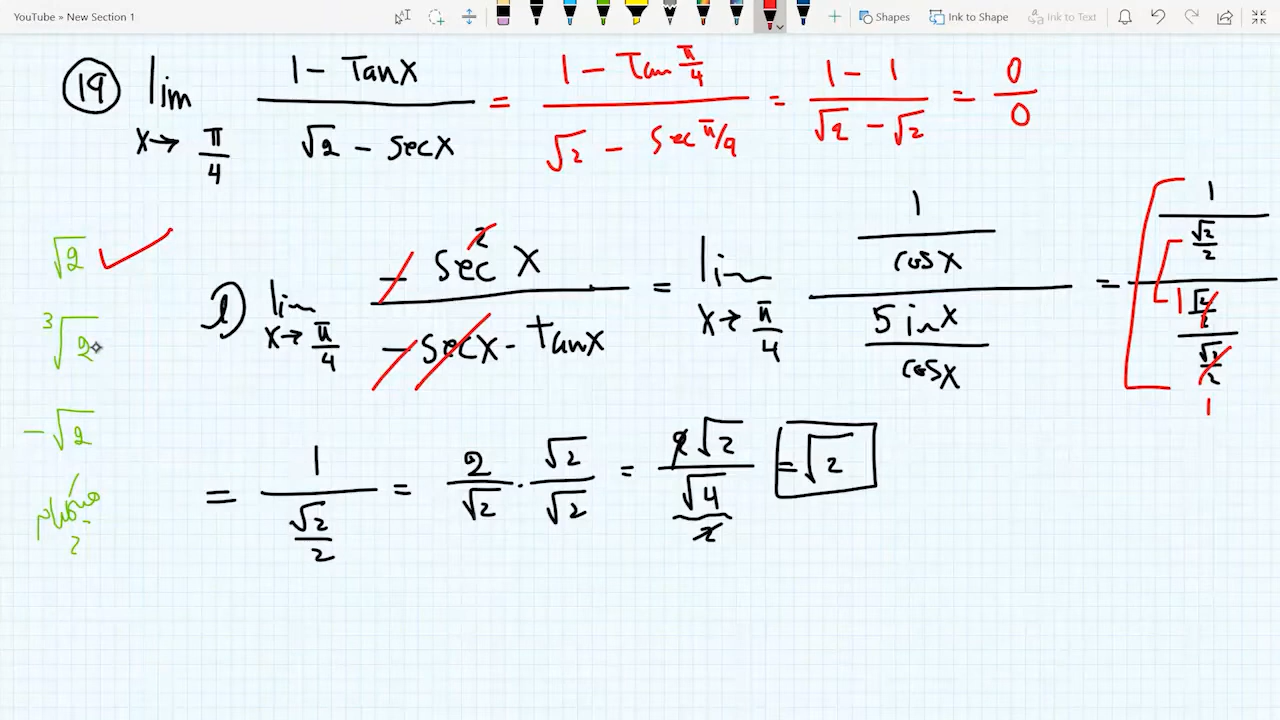 YouTube » New Section 1
Shapes
Ink to Shape
Ink to Text
19 lim x→π/4 (1 - Tanx)/(√2 - secx) = (1 - Tan π/4)/(√2 - sec π/4) = (1 - 1)/(√2 - √2) = 0/0
√2
∛2
-√2
L) lim x→π/4 (- sec² x)/(- secx - tanx) = lim x→π/4 (1/cosx)/(sinx/cosx) = (1/(√2/2))/((√2/2)/(√2/2)) 1 1
= 1/(√2/2) = 2/√2 · √2/√2 = 2√2/√4 2 = √2